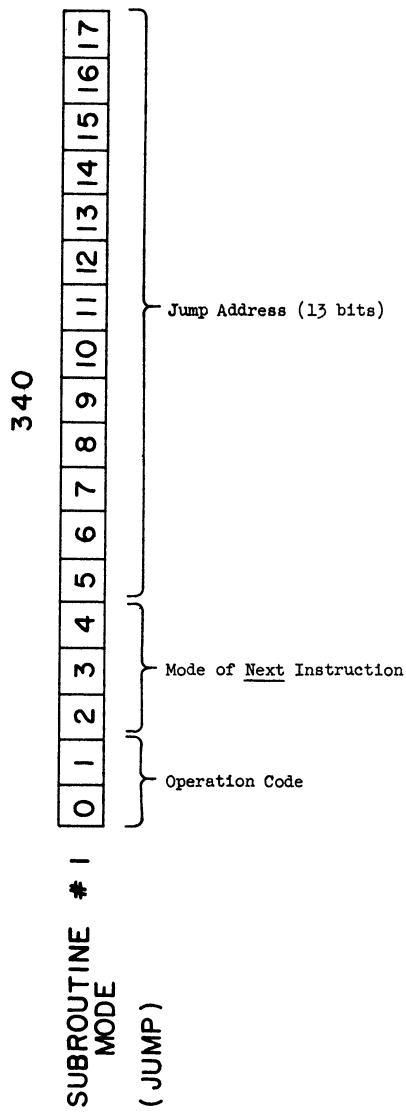 340
SUBROUTINE # 1
MODE
(JUMP)
0 1 2 3 4 5 6 7 8 9 10 11 12 13 14 15 16 17
Operation Code
Mode of Next Instruction
Jump Address (13 bits)